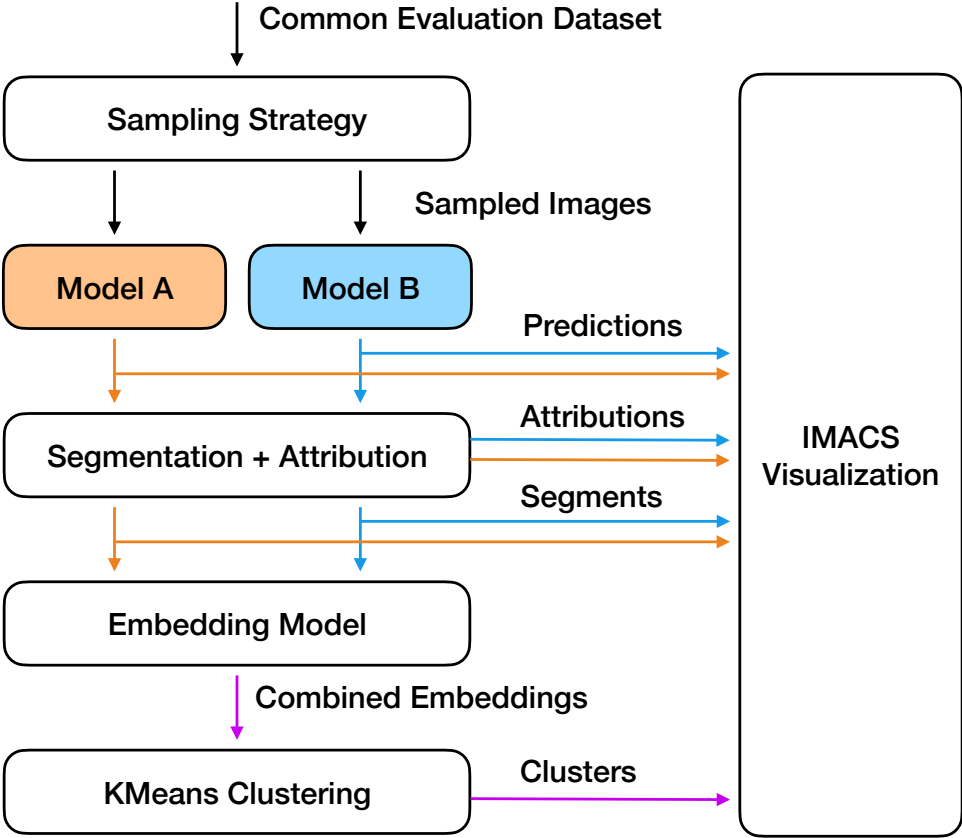 Common Evaluation Dataset
Sampling Strategy
Sampled Images
Model A
Model B
Predictions
Attributions
Segmentation + Attribution
IMACS
Visualization
Segments
Embedding Model
Combined Embeddings
Clusters
KMeans Clustering